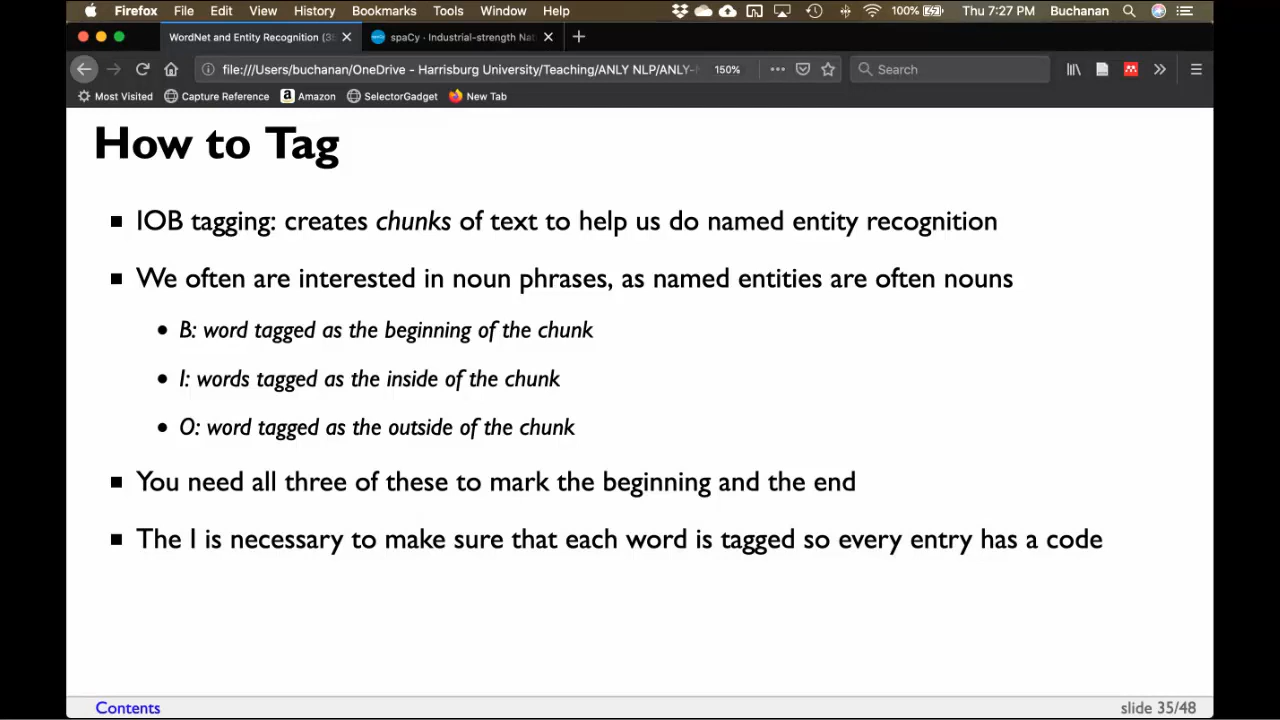 Firefox File Edit View History Bookmarks Tools Window Help 100% Thu 7:27 PM Buchanan
WordNet and Entity Recognition (35 spaCy · Industrial-strength Nat
file:///Users/buchanan/OneDrive - Harrisburg University/Teaching/ANLY NLP/ANLY- 150% Search
Most Visited Capture Reference Amazon SelectorGadget New Tab
How to Tag
IOB tagging: creates chunks of text to help us do named entity recognition
We often are interested in noun phrases, as named entities are often nouns
B: word tagged as the beginning of the chunk
I: words tagged as the inside of the chunk
O: word tagged as the outside of the chunk
You need all three of these to mark the beginning and the end
The I is necessary to make sure that each word is tagged so every entry has a code
Contents slide 35/48